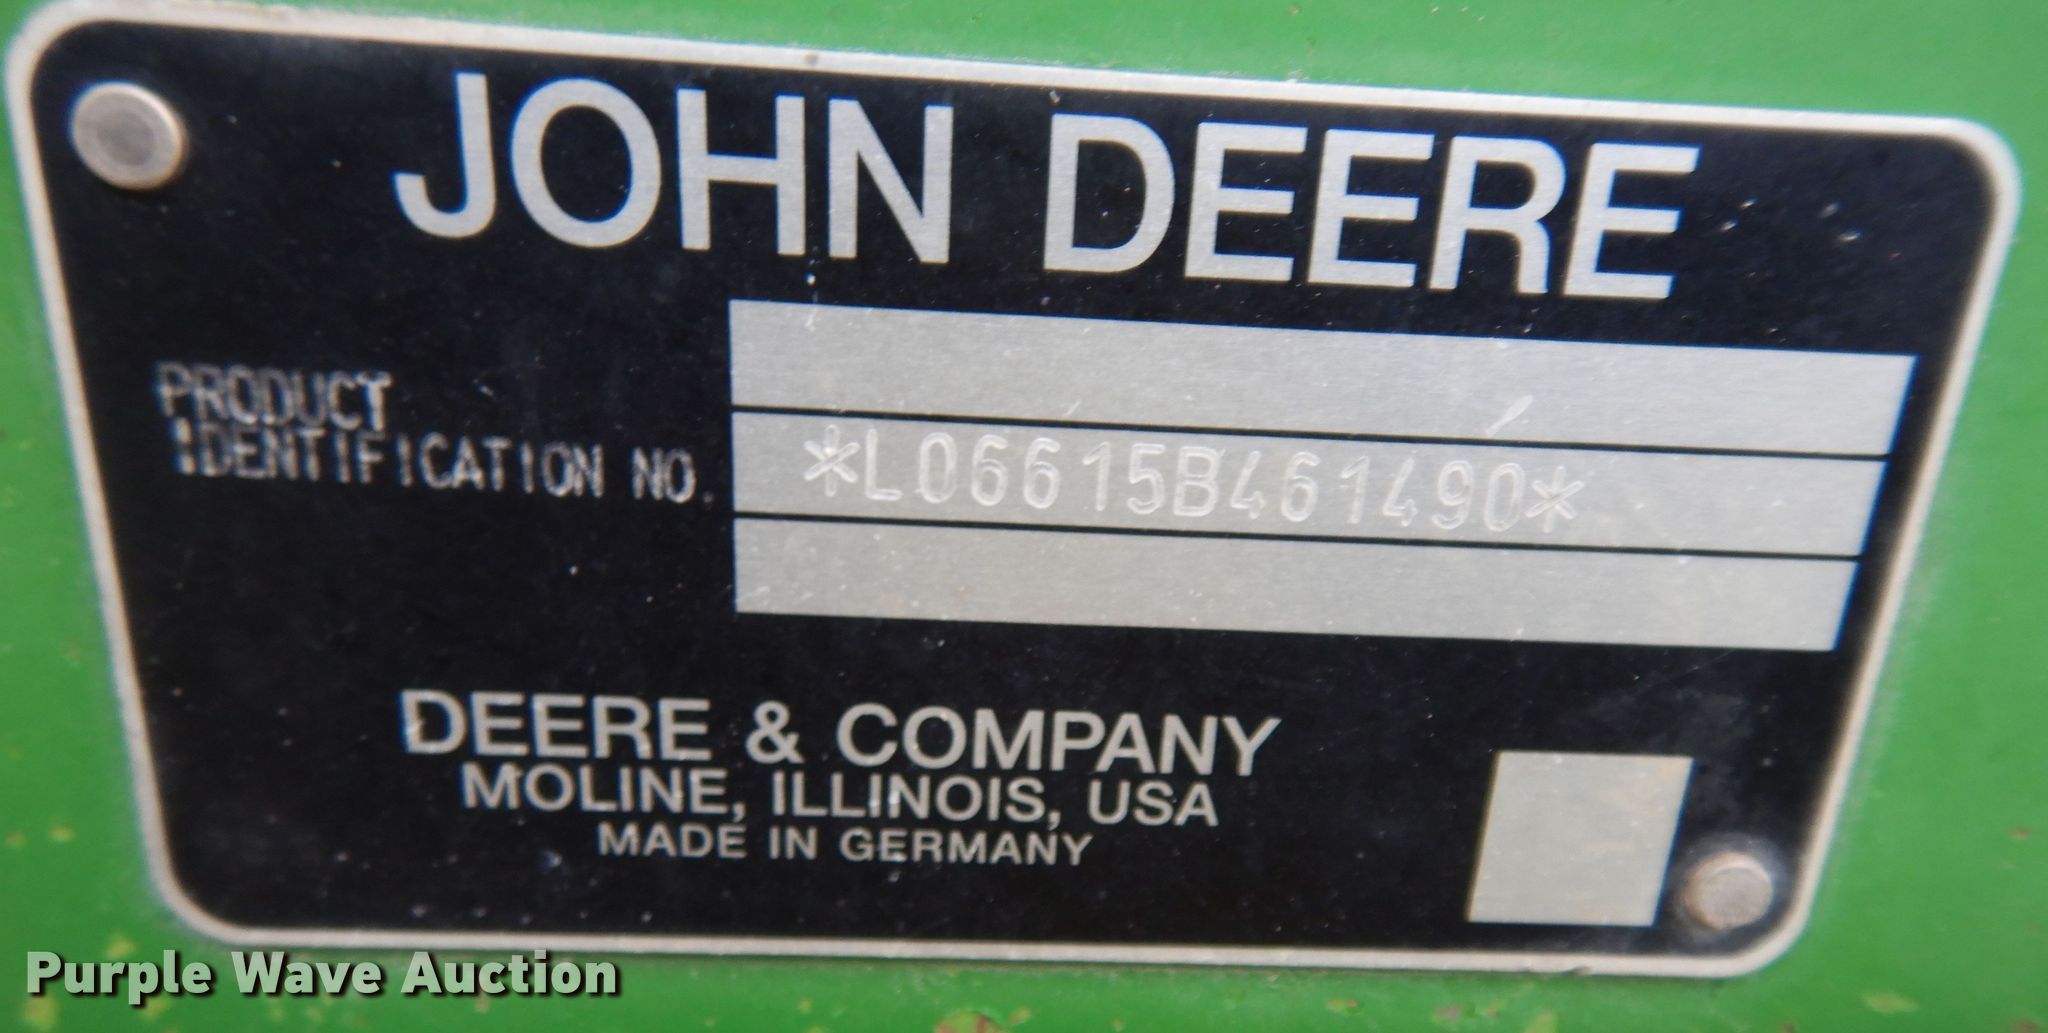 JOHN DEERE
PRODUCT
IDENTIFICATION NO.
*L06615B461490*
DEERE & COMPANY
MOLINE, ILLINOIS, USA
MADE IN GERMANY
Purple Wave Auction